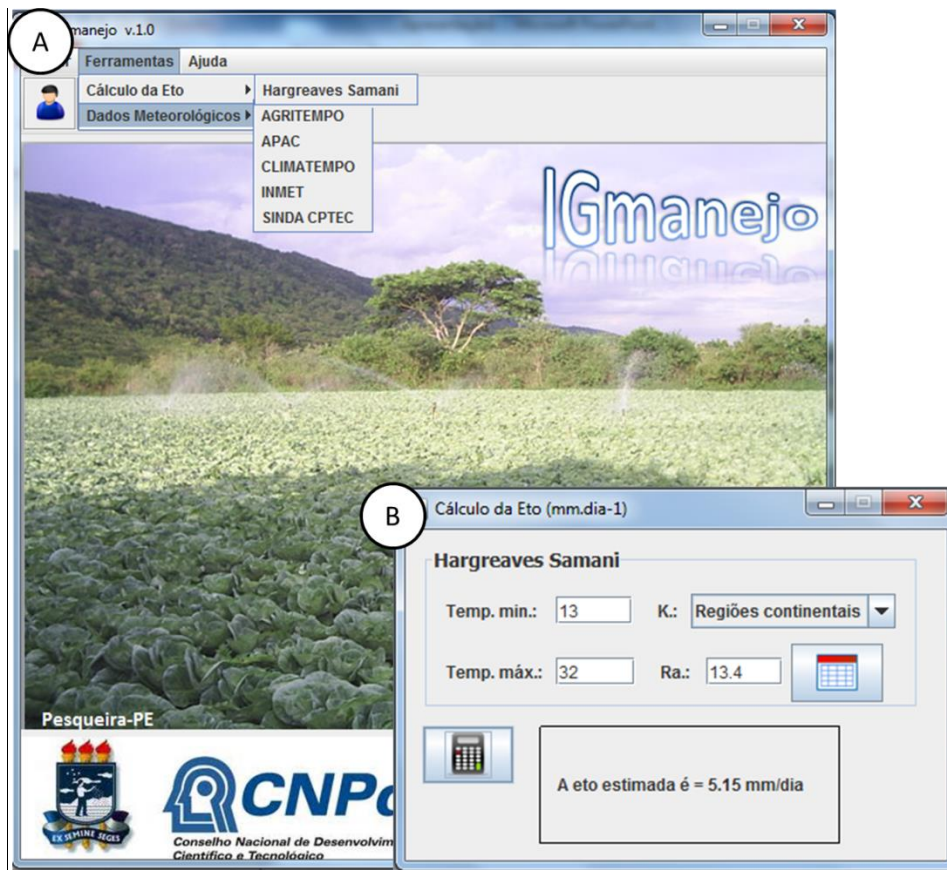 A
manejo v.1.0
Ferramentas Ajuda
Cálculo da Eto
Hargreaves Samani
Dados Meteorológicos
AGRITEMPO
APAC
CLIMATEMPO
INMET
SINDA CPTEC
IGmanejo
Pesqueira-PE
EX SEMINE SEGES
CNPq
Conselho Nacional de Desenvolvim
Científico e Tecnológico
B
Cálculo da Eto (mm.dia-1)
Hargreaves Samani
Temp. min.: 13 K.: Regiões continentais
Temp. máx.: 32 Ra.: 13.4
A eto estimada é = 5.15 mm/dia